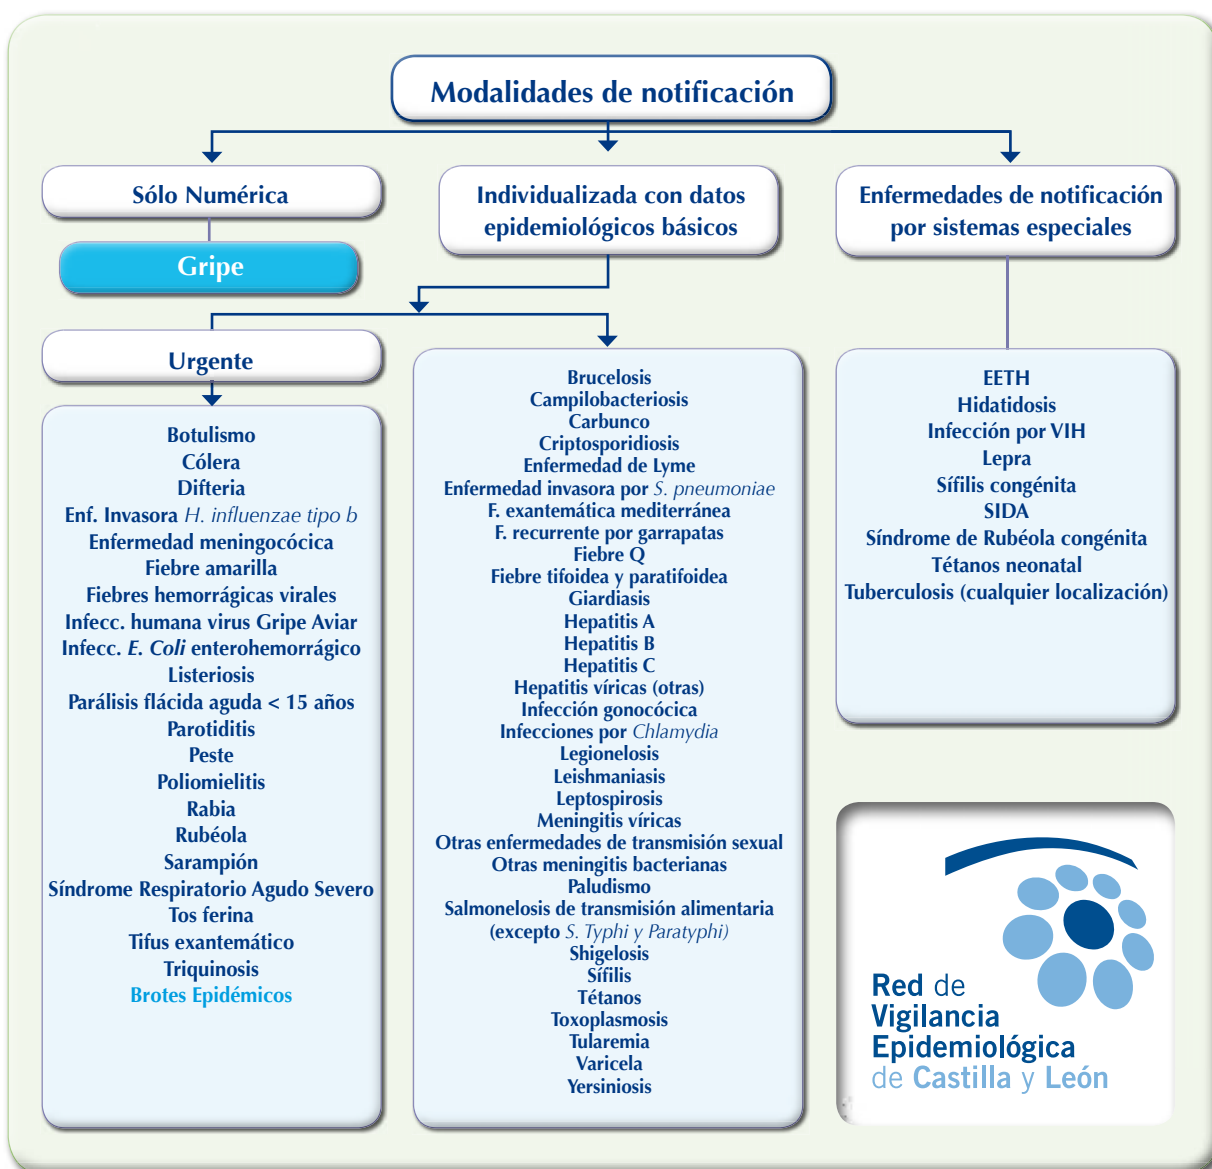 Modalidades de notificación
Sólo Numérica
Gripe
Individualizada con datos
epidemiológicos básicos
Enfermedades de notificación
por sistemas especiales
Urgente
Botulismo
Cólera
Difteria
Enf. Invasora H. influenzae tipo b
Enfermedad meningocócica
Fiebre amarilla
Fiebres hemorrágicas virales
Infecc. humana virus Gripe Aviar
Infecc. E. Coli enterohemorrágico
Listeriosis
Parálisis flácida aguda < 15 años
Parotiditis
Peste
Poliomielitis
Rabia
Rubéola
Sarampión
Síndrome Respiratorio Agudo Severo
Tos ferina
Tifus exantemático
Triquinosis
Brotes Epidémicos
Brucelosis
Campilobacteriosis
Carbunco
Criptosporidiosis
Enfermedad de Lyme
Enfermedad invasora por S. pneumoniae
F. exantemática mediterránea
F. recurrente por garrapatas
Fiebre Q
Fiebre tifoidea y paratifoidea
Giardiasis
Hepatitis A
Hepatitis B
Hepatitis C
Hepatitis víricas (otras)
Infección gonocócica
Infecciones por Chlamydia
Legionelosis
Leishmaniasis
Leptospirosis
Meningitis víricas
Otras enfermedades de transmisión sexual
Otras meningitis bacterianas
Paludismo
Salmonelosis de transmisión alimentaria
(excepto S. Typhi y Paratyphi)
Shigelosis
Sífilis
Tétanos
Toxoplasmosis
Tularemia
Varicela
Yersiniosis
EETH
Hidatidosis
Infección por VIH
Lepra
Sífilis congénita
SIDA
Síndrome de Rubéola congénita
Tétanos neonatal
Tuberculosis (cualquier localización)
Red de
Vigilancia
Epidemiológica
de Castilla y León